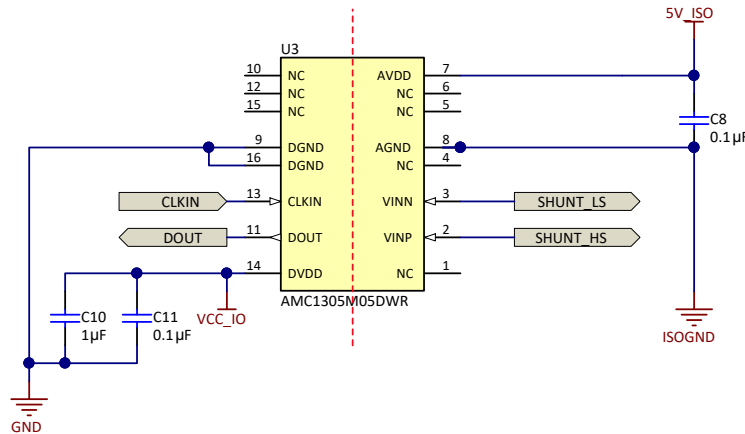 5V_ISO
U3
10 NC AVDD 7
12 NC NC 6
15 NC NC 5
C8
0.1µF
9 DGND AGND 8
16 DGND NC 4
CLKIN 13 CLKIN VINN 3 SHUNT_LS
DOUT 11 DOUT VINP 2 SHUNT_HS
14 DVDD NC 1
AMC1305M05DWR
C10
1µF
C11
0.1µF
VCC_IO
ISOGND
GND